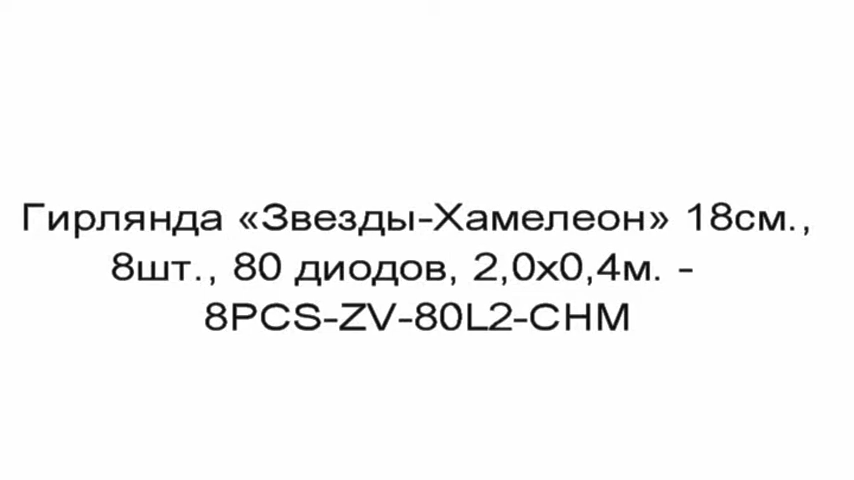 Гирлянда «Звезды-Хамелеон» 18см.,
8шт., 80 диодов, 2,0х0,4м. -
8PCS-ZV-80L2-CHM